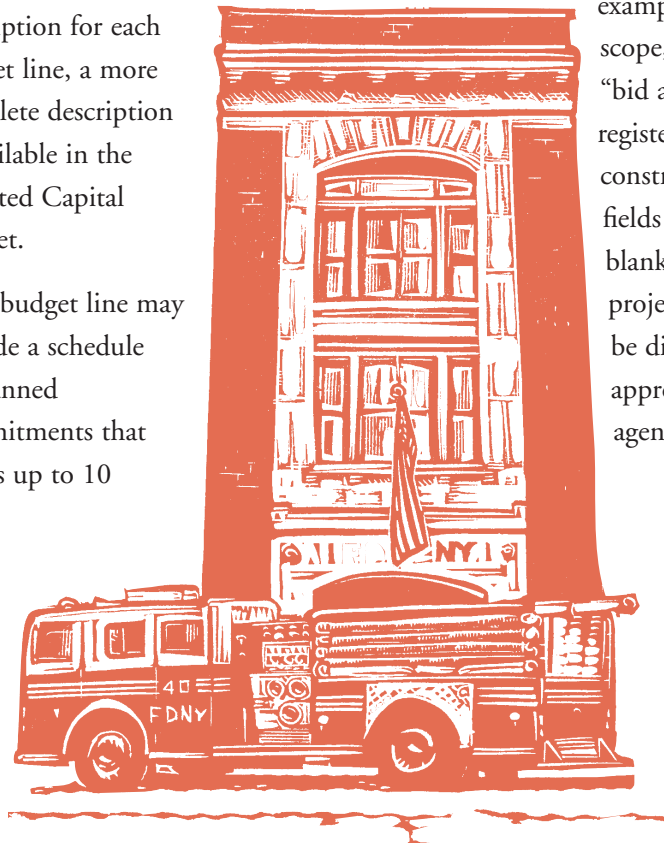 ption for each
et line, a more
lete description
ilable in the
ted Capital
et.
budget line may
de a schedule
nned
mitments that
s up to 10
examp
scope,
“bid a
registe
constr
fields
blank
proje
be di
appro
agen
NY
40
FDNY